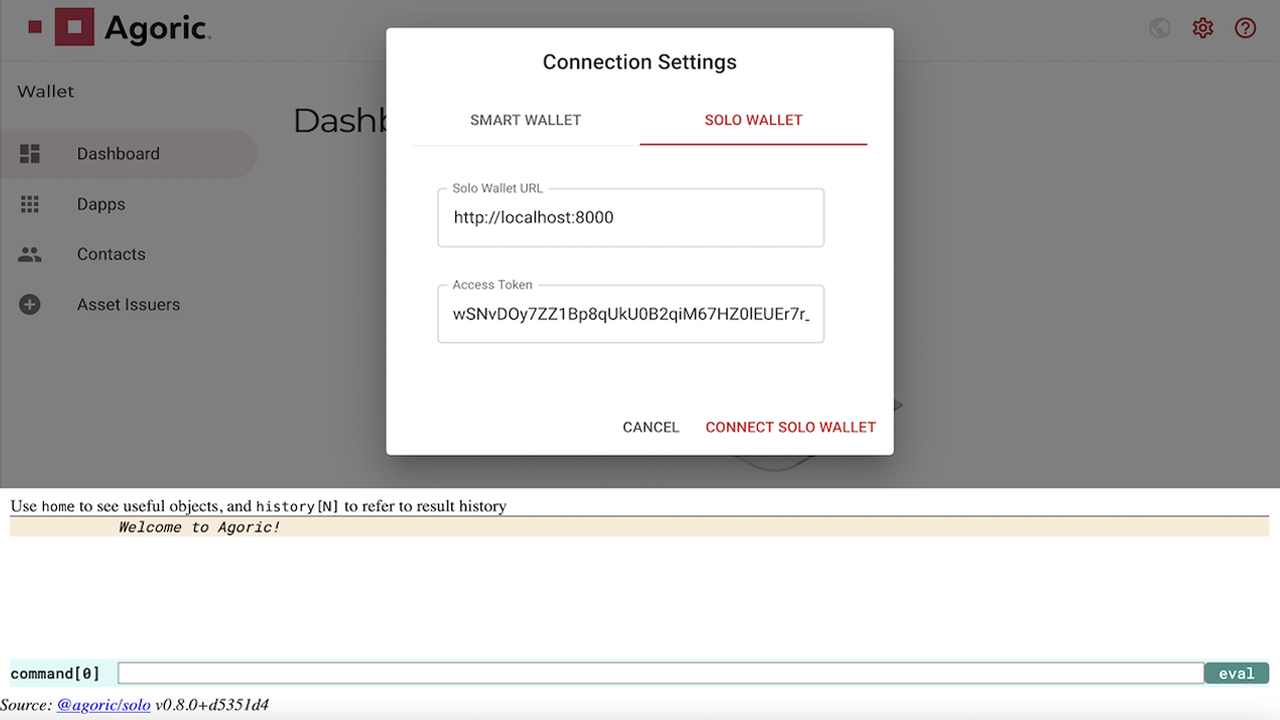 Agoric
Connection Settings
Wallet
SMART WALLET
SOLO WALLET
Dashb
Dashboard
Solo Wallet URL
http://localhost:8000
Dapps
Contacts
Access Token
wSNvDOy7ZZ1Bp8qUkU0B2qiM67HZ0lEUEr7r_
Asset Issuers
CANCEL
CONNECT SOLO WALLET
Use home to see useful objects, and history[N] to refer to result history
Welcome to Agoric!
command[0]
eval
Source: @agoric/solo v0.8.0+d5351d4